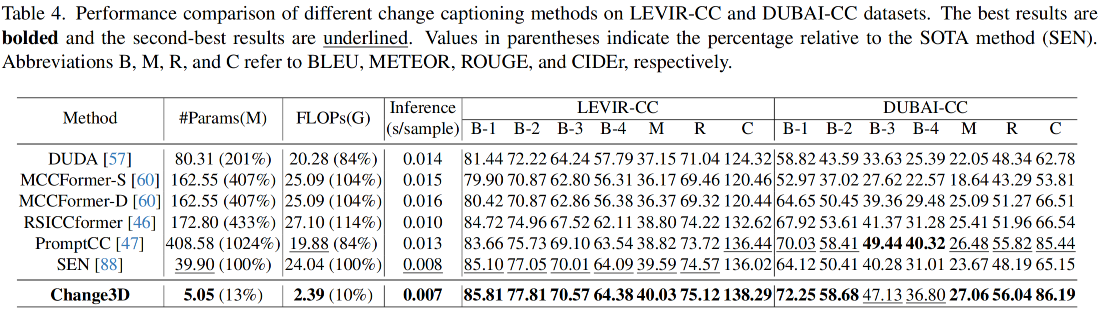 Table 4. Performance comparison of different change captioning methods on LEVIR-CC and DUBAI-CC datasets. The best results are
bolded and the second-best results are underlined. Values in parentheses indicate the percentage relative to the SOTA method (SEN).
Abbreviations B, M, R, and C refer to BLEU, METEOR, ROUGE, and CIDEr, respectively.
Method #Params(M) FLOPs(G) Inference (s/sample) LEVIR-CC DUBAI-CC
B-1 B-2 B-3 B-4 M R C B-1 B-2 B-3 B-4 M R C
DUDA [57] 80.31 (201%) 20.28 (84%) 0.014 81.44 72.22 64.24 57.79 37.15 71.04 124.32 58.82 43.59 33.63 25.39 22.05 48.34 62.78
MCCFormer-S [60] 162.55 (407%) 25.09 (104%) 0.015 79.90 70.87 62.80 56.31 36.17 69.46 120.46 52.97 37.02 27.62 22.57 18.64 43.29 53.81
MCCFormer-D [60] 162.55 (407%) 25.09 (104%) 0.016 80.42 70.87 62.86 56.38 36.37 69.32 120.44 64.65 50.45 39.36 29.48 25.09 51.27 66.51
RSICCformer [46] 172.80 (433%) 27.10 (114%) 0.010 84.72 74.96 67.52 62.11 38.80 74.22 132.62 67.92 53.61 41.37 31.28 25.41 51.96 66.54
PromptCC [47] 408.58 (1024%) 19.88 (84%) 0.013 83.66 75.73 69.10 63.54 38.82 73.72 136.44 70.03 58.41 49.44 40.32 26.48 55.82 85.44
SEN [88] 39.90 (100%) 24.04 (100%) 0.008 85.10 77.05 70.01 64.09 39.59 74.57 136.02 64.12 50.41 40.28 31.01 23.67 48.19 65.15
Change3D 5.05 (13%) 2.39 (10%) 0.007 85.81 77.81 70.57 64.38 40.03 75.12 138.29 72.25 58.68 47.13 36.80 27.06 56.04 86.19